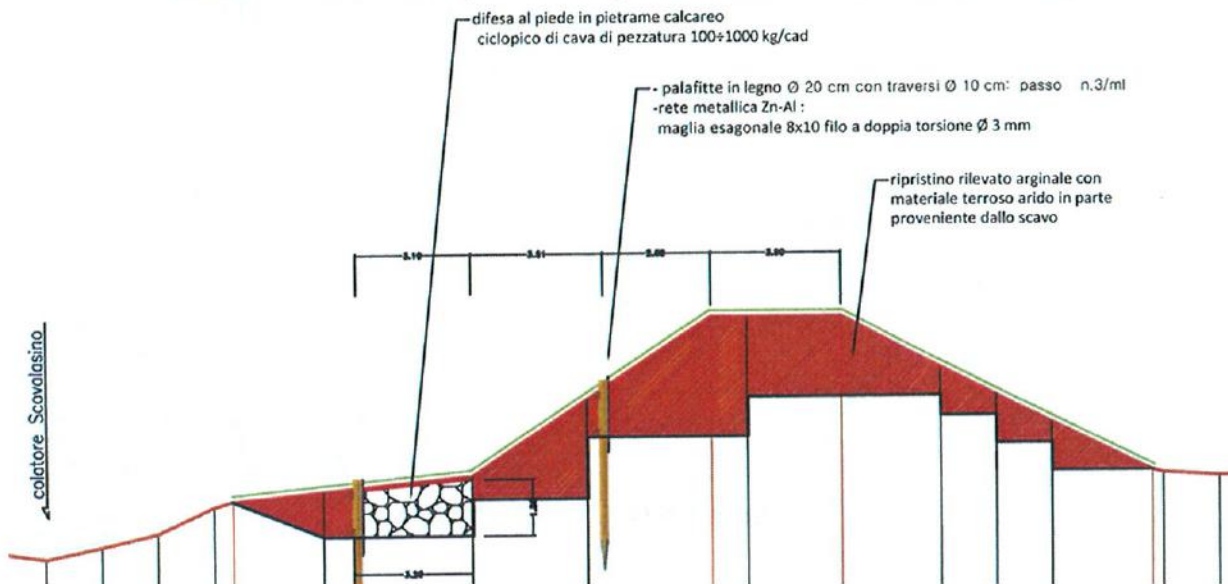 difesa al piede in pietrame calcareo
ciclopico di cava di pezzatura 100÷1000 kg/cad
- palafitte in legno Ø 20 cm con traversi Ø 10 cm: passo n.3/ml
-rete metallica Zn-Al :
maglia esagonale 8x10 filo a doppia torsione Ø 3 mm
ripristino rilevato arginale con
materiale terroso arido in parte
proveniente dallo scavo
colatore Scavalasino